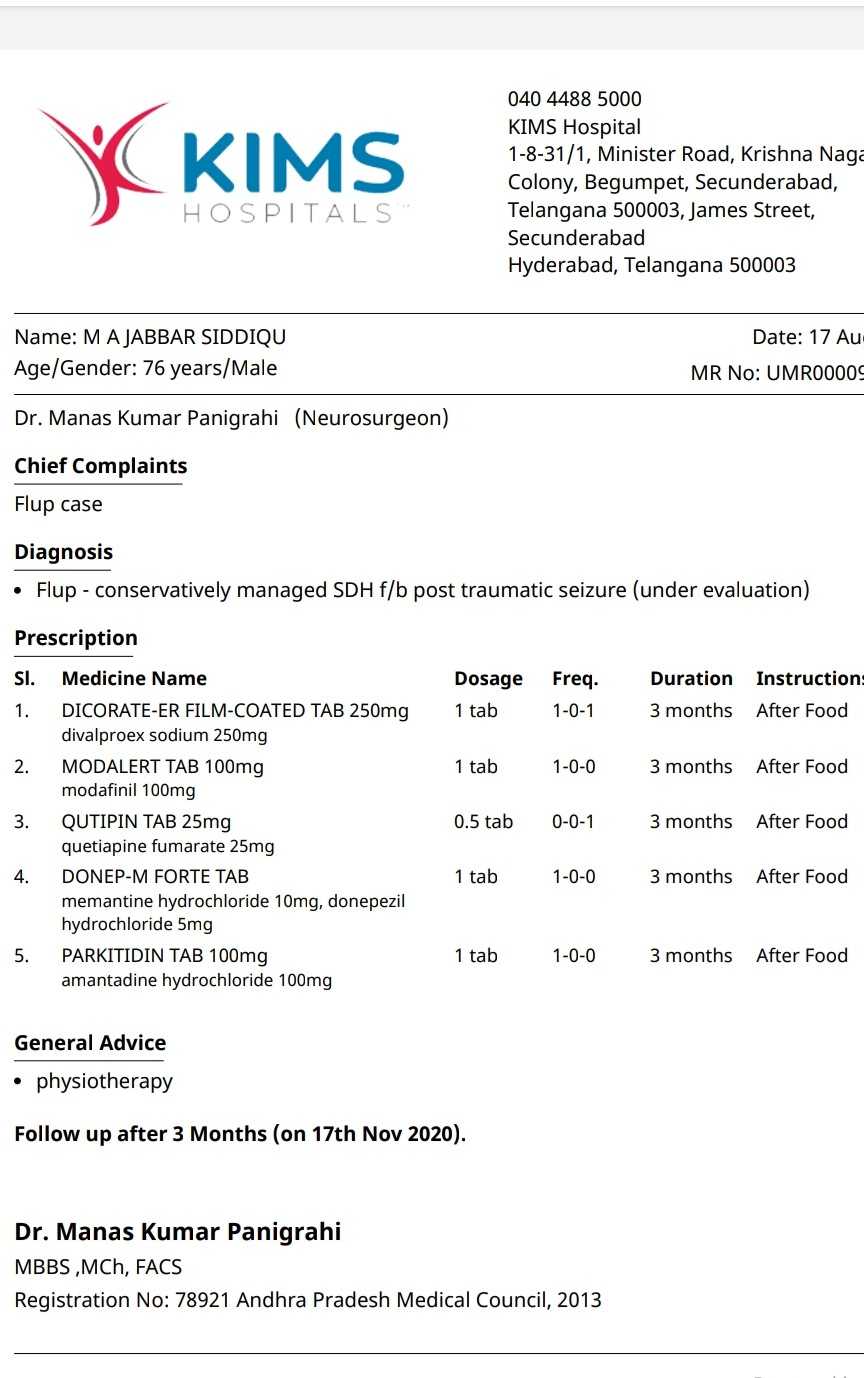 KIMS
HOSPITALS
040 4488 5000
KIMS Hospital
1-8-31/1, Minister Road, Krishna Naga
Colony, Begumpet, Secunderabad,
Telangana 500003, James Street,
Secunderabad
Hyderabad, Telangana 500003
Name: M A JABBAR SIDDIQU
Date: 17 Au
Age/Gender: 76 years/Male
MR No: UMR00009
Dr. Manas Kumar Panigrahi (Neurosurgeon)
Chief Complaints
Flup case
Diagnosis
• Flup - conservatively managed SDH f/b post traumatic seizure (under evaluation)
Prescription
Sl. Medicine Name Dosage Freq. Duration Instructions
1. DICORATE-ER FILM-COATED TAB 250mg 1 tab 1-0-1 3 months After Food
divalproex sodium 250mg
2. MODALERT TAB 100mg 1 tab 1-0-0 3 months After Food
modafinil 100mg
3. QUTIPIN TAB 25mg 0.5 tab 0-0-1 3 months After Food
quetiapine fumarate 25mg
4. DONEP-M FORTE TAB 1 tab 1-0-0 3 months After Food
memantine hydrochloride 10mg, donepezil
hydrochloride 5mg
5. PARKITIDIN TAB 100mg 1 tab 1-0-0 3 months After Food
amantadine hydrochloride 100mg
General Advice
• physiotherapy
Follow up after 3 Months (on 17th Nov 2020).
Dr. Manas Kumar Panigrahi
MBBS ,MCh, FACS
Registration No: 78921 Andhra Pradesh Medical Council, 2013